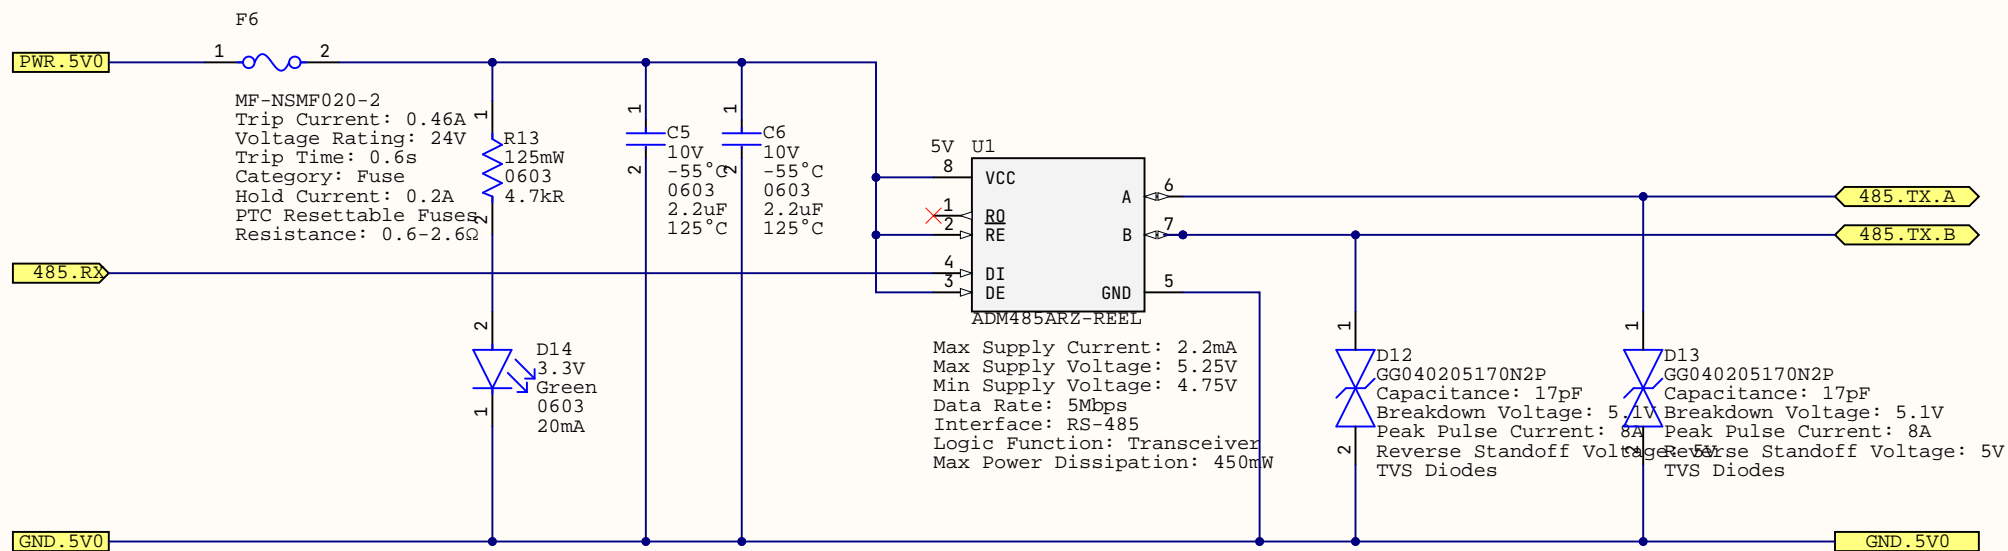 F6
PWR.5V0
1
2
MF-NSMF020-2
Trip Current: 0.46A
Voltage Rating: 24V
Trip Time: 0.6s
Category: Fuse
Hold Current: 0.2A
PTC Resettable Fuses
Resistance: 0.6-2.6Ω
1
R13
125mW
0603
4.7kR
2
1
C5
10V
-55°C
0603
2.2uF
125°C
2
1
C6
10V
-55°C
0603
2.2uF
125°C
2
5V U1
8 VCC
1 RO
2 RE
4 DI
3 DE
A 6
B 7
GND 5
ADM485ARZ-REEL
Max Supply Current: 2.2mA
Max Supply Voltage: 5.25V
Min Supply Voltage: 4.75V
Data Rate: 5Mbps
Interface: RS-485
Logic Function: Transceiver
Max Power Dissipation: 450mW
485.TX.A
485.TX.B
485.RX
2
D14
3.3V
Green
0603
20mA
1
1
D12
GG040205170N2P
Capacitance: 17pF
Breakdown Voltage: 5.1V
Peak Pulse Current: 8A
Reverse Standoff Voltage: 5V
TVS Diodes
2
1
D13
GG040205170N2P
Capacitance: 17pF
Breakdown Voltage: 5.1V
Peak Pulse Current: 8A
Reverse Standoff Voltage: 5V
TVS Diodes
2
GND.5V0
GND.5V0